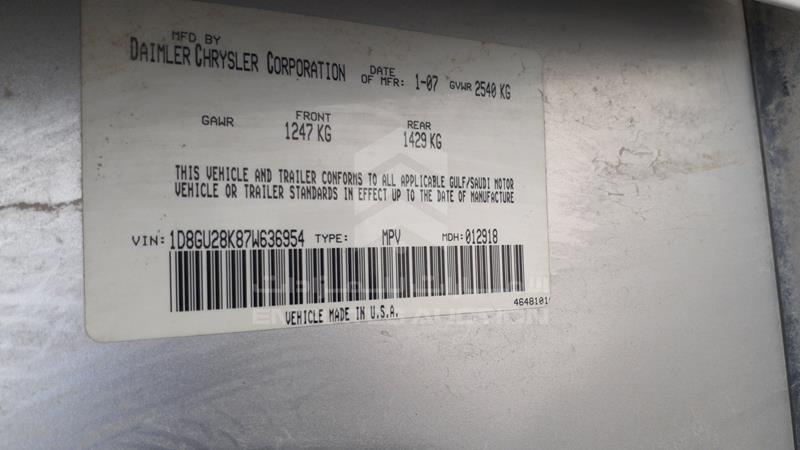 MFD BY
DAIMLER CHRYSLER CORPORATION DATE OF MFR: 1-07 GVWR 2540 KG
GAWR FRONT 1247 KG REAR 1429 KG
THIS VEHICLE AND TRAILER CONFORMS TO ALL APPLICABLE GULF/SAUDI MOTOR
VEHICLE OR TRAILER STANDARDS IN EFFECT UP TO THE DATE OF MANUFACTURE
VIN: 1D8GU28K87W636954 TYPE: MPV MDH: 012918
4648101
VEHICLE MADE IN U.S.A.